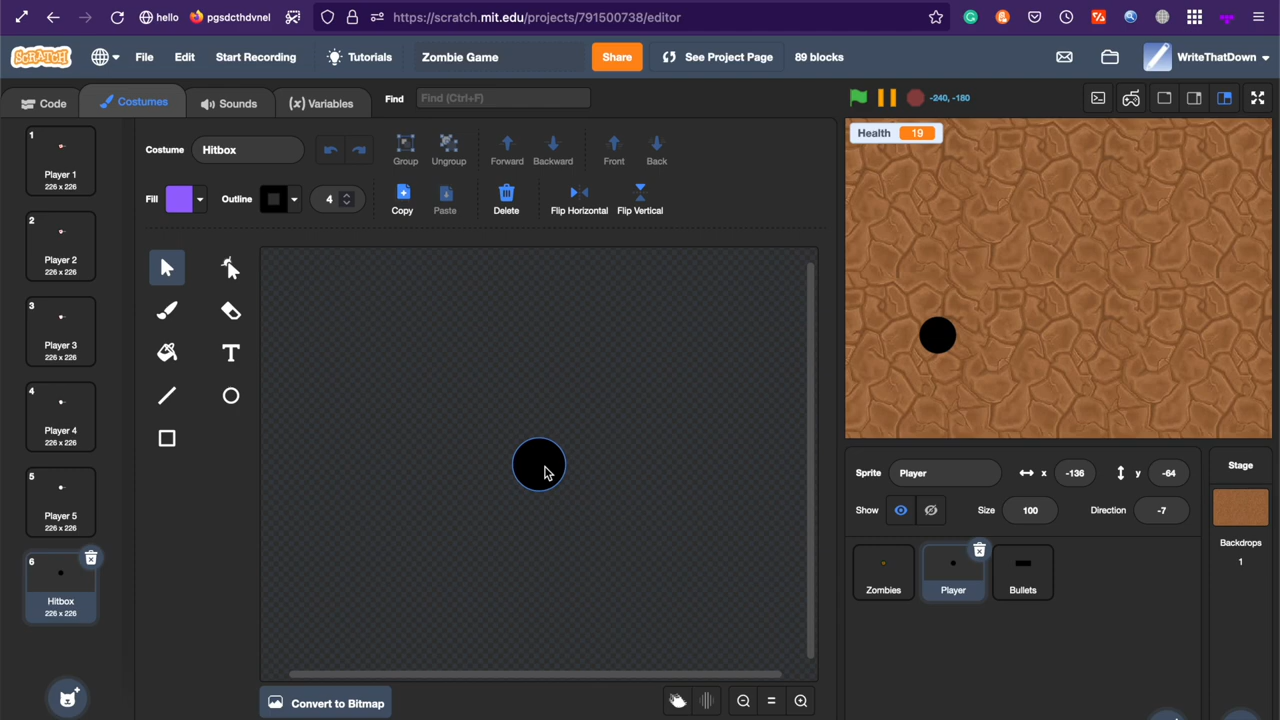 hello
pgsdcthdvnel
https://scratch.mit.edu/projects/791500738/editor
SCRATCH
File
Edit
Start Recording
Tutorials
Zombie Game
Share
See Project Page
89 blocks
WriteThatDown
Code
Costumes
Sounds
(x) Variables
Find
Find (Ctrl+F)
-240, -180
1
Player 1
226 x 226
2
Player 2
226 x 226
3
Player 3
226 x 226
4
Player 4
226 x 226
5
Player 5
226 x 226
6
Hitbox
226 x 226
Costume
Hitbox
Group
Ungroup
Forward
Backward
Front
Back
Fill
Outline
4
Copy
Paste
Delete
Flip Horizontal
Flip Vertical
T
Convert to Bitmap
Health 19
Sprite
Player
x
-136
y
-64
Show
Size
100
Direction
-7
Zombies
Player
Bullets
Stage
Backdrops
1